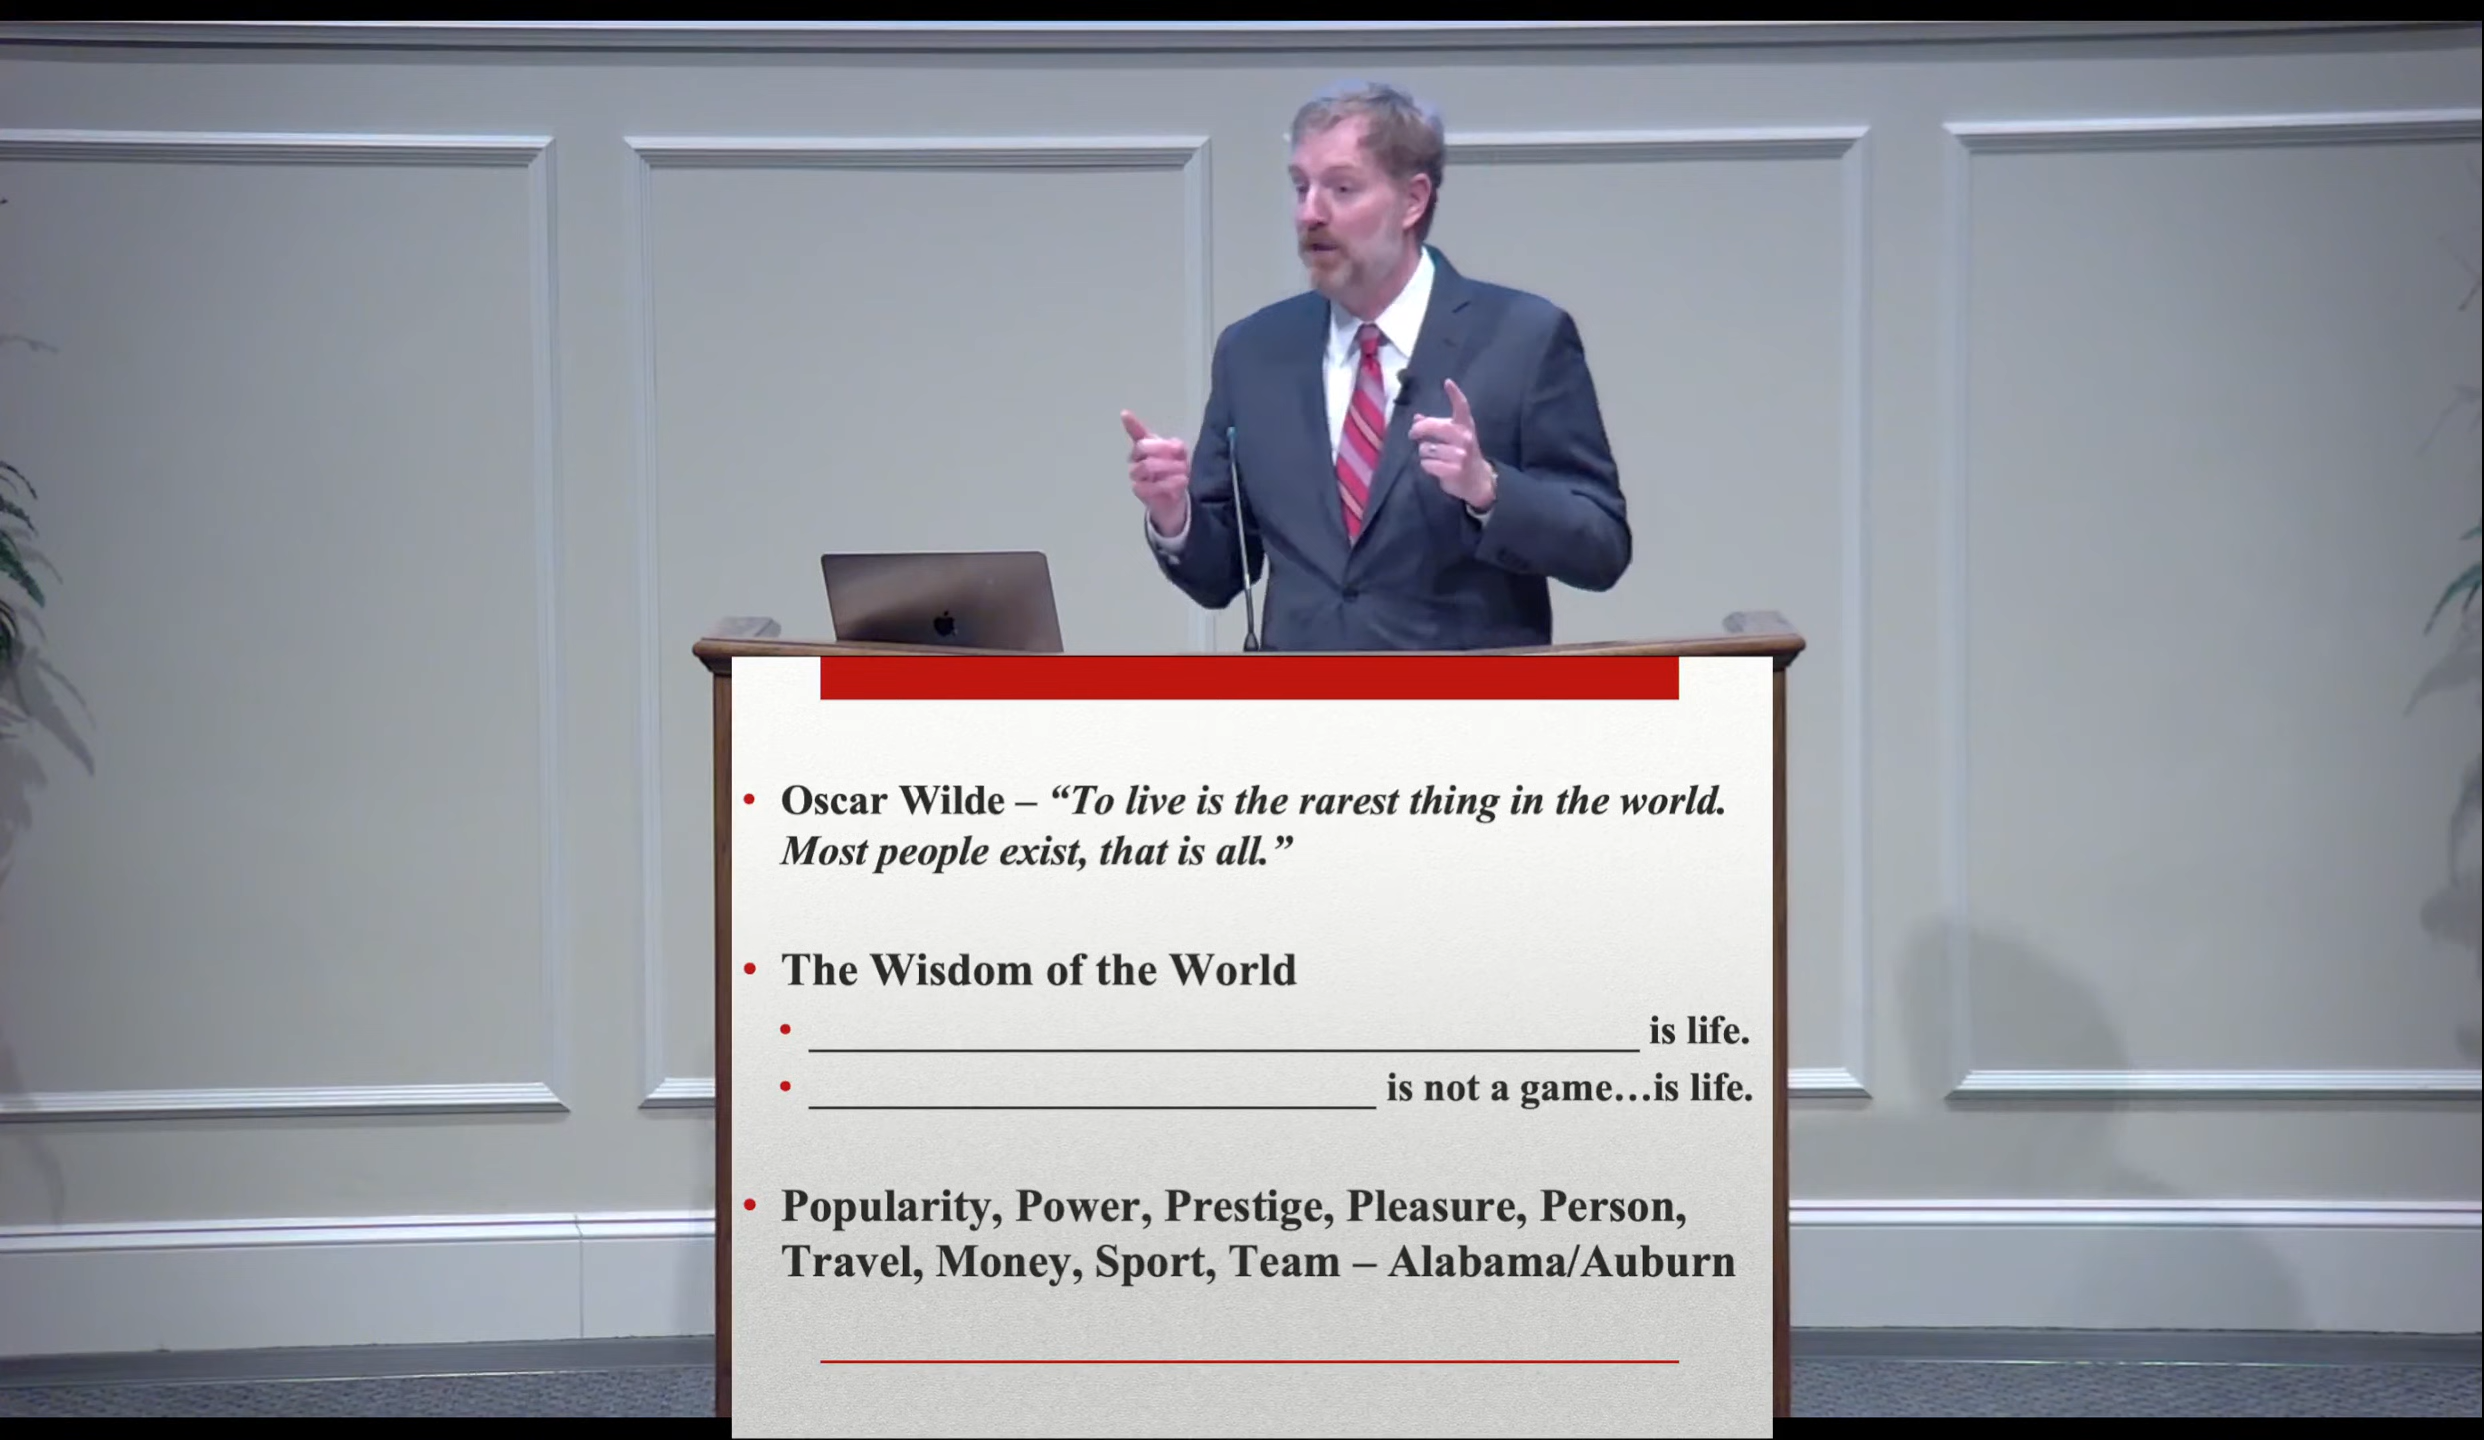 Oscar Wilde – “To live is the rarest thing in the world.
Most people exist, that is all.”
The Wisdom of the World
________________________________________ is life.
___________________________ is not a game…is life.
Popularity, Power, Prestige, Pleasure, Person,
Travel, Money, Sport, Team – Alabama/Auburn